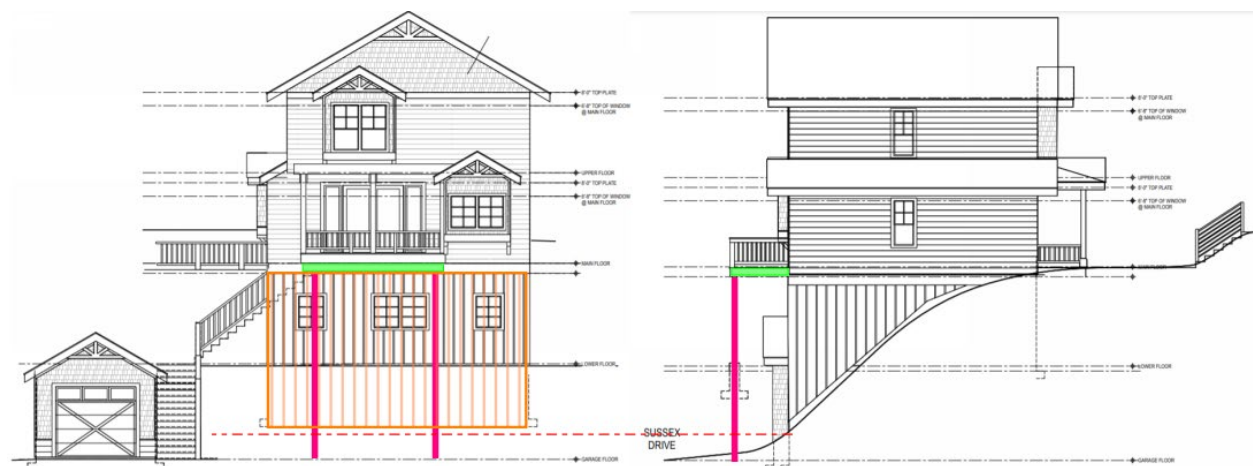 8'-0" TOP PLATE
6'-8" TOP OF WINDOW
@ MAIN FLOOR
UPPER FLOOR
8'-0" TOP PLATE
6'-8" TOP OF WINDOW
@ MAIN FLOOR
MAIN FLOOR
LOWER FLOOR
GARAGE FLOOR
8'-0" TOP PLATE
6'-8" TOP OF WINDOW
@ MAIN FLOOR
UPPER FLOOR
8'-0" TOP PLATE
6'-8" TOP OF WINDOW
@ MAIN FLOOR
LOWER FLOOR
SUSSEX
DRIVE
GARAGE FLOOR